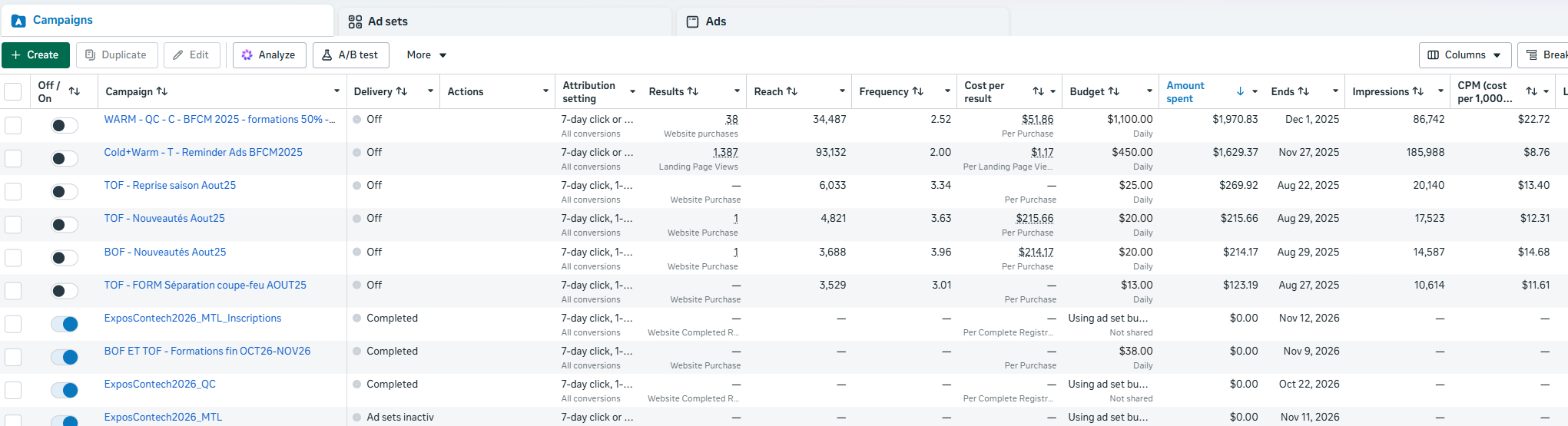 Campaigns Ad sets Ads
+ Create Duplicate Edit Analyze A/B test More Columns
Off / On Campaign Delivery Actions Attribution setting Results Reach Frequency Cost per result Budget Amount spent Ends Impressions CPM (cost per 1,000...
WARM - QC - C - BFCM 2025 - formations 50% -... Off 7-day click or ... 38 34,487 2.52 $51.86 $1,100.00 $1,970.83 Dec 1, 2025 86,742 $22.72
All conversions Website purchases Per Purchase Daily
Cold+Warm - T - Reminder Ads BFCM2025 Off 7-day click or ... 1,387 93,132 2.00 $1.17 $450.00 $1,629.37 Nov 27, 2025 185,988 $8.76
All conversions Landing Page Views Per Landing Page Vie... Daily
TOF - Reprise saison Aout25 Off 7-day click, 1-... — 6,033 3.34 — $25.00 $269.92 Aug 22, 2025 20,140 $13.40
All conversions Website Purchase Per Purchase Daily
TOF - Nouveautés Aout25 Off 7-day click, 1-... 1 4,821 3.63 $215.66 $20.00 $215.66 Aug 29, 2025 17,523 $12.31
All conversions Website Purchase Per Purchase Daily
BOF - Nouveautés Aout25 Off 7-day click, 1-... 1 3,688 3.96 $214.17 $20.00 $214.17 Aug 29, 2025 14,587 $14.68
All conversions Website Purchase Per Purchase Daily
TOF - FORM Séparation coupe-feu AOUT25 Off 7-day click, 1-... — 3,529 3.01 — $13.00 $123.19 Aug 27, 2025 10,614 $11.61
All conversions Website Purchase Per Purchase Daily
ExposContech2026_MTL_Inscriptions Completed 7-day click, 1-... — — — — Using ad set bu... $0.00 Nov 12, 2026 — —
All conversions Website Completed R... Per Complete Registr... Not shared
BOF ET TOF - Formations fin OCT26-NOV26 Completed 7-day click, 1-... — — — — $38.00 $0.00 Nov 9, 2026 — —
All conversions Website Purchase Per Purchase Daily
ExposContech2026_QC Completed 7-day click, 1-... — — — — Using ad set bu... $0.00 Oct 22, 2026 — —
All conversions Website Completed R... Per Complete Registr... Not shared
ExposContech2026_MTL Ad sets inactiv 7-day click or ... — — — — Using ad set bu... $0.00 Nov 11, 2026 — —